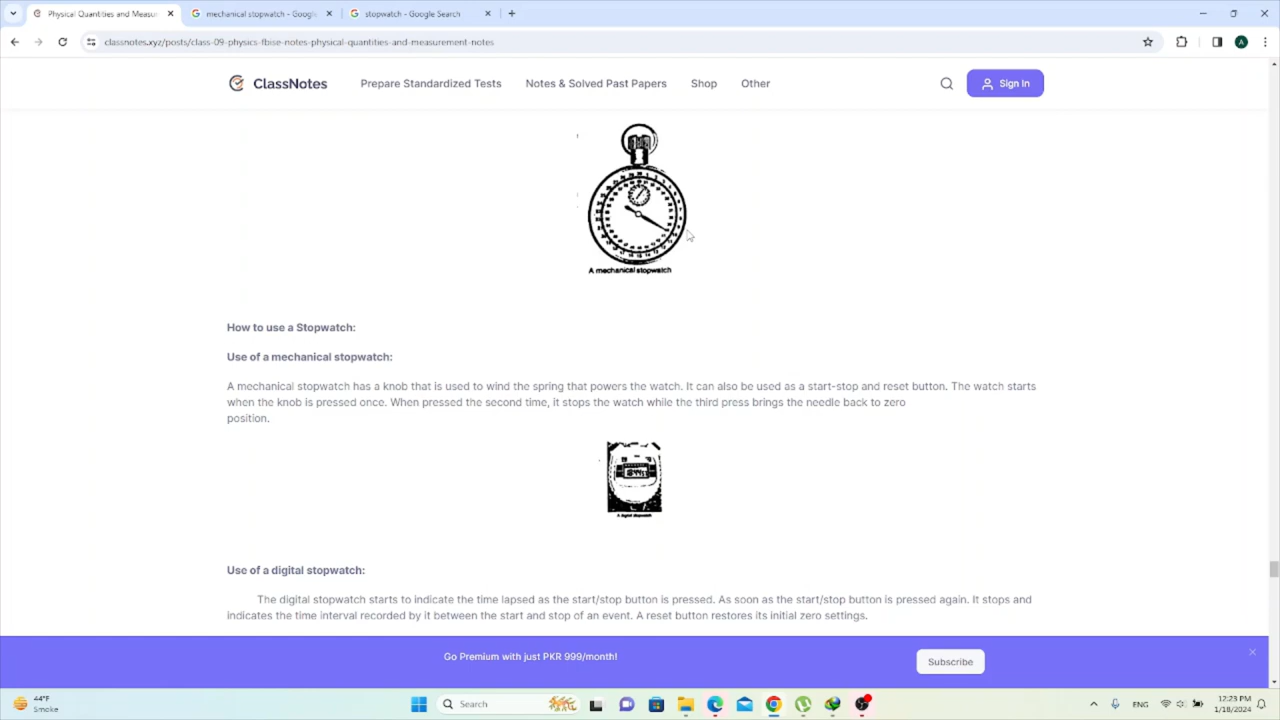 Physical Quantities and Measur
mechanical stopwatch - Google
stopwatch - Google Search
classnotes.xyz/posts/class-09-physics-fbise-notes-physical-quantities-and-measurement-notes
A
ClassNotes
Prepare Standardized Tests
Notes & Solved Past Papers
Shop
Other
Sign In
A mechanical stopwatch
How to use a Stopwatch:
Use of a mechanical stopwatch:
A mechanical stopwatch has a knob that is used to wind the spring that powers the watch. It can also be used as a start-stop and reset button. The watch starts
when the knob is pressed once. When pressed the second time, it stops the watch while the third press brings the needle back to zero
position.
A digital stopwatch
Use of a digital stopwatch:
The digital stopwatch starts to indicate the time lapsed as the start/stop button is pressed. As soon as the start/stop button is pressed again. It stops and
indicates the time interval recorded by it between the start and stop of an event. A reset button restores its initial zero settings.
Go Premium with just PKR 999/month!
Subscribe
44°F
Smoke
Search
ENG
12:23 PM
1/18/2024